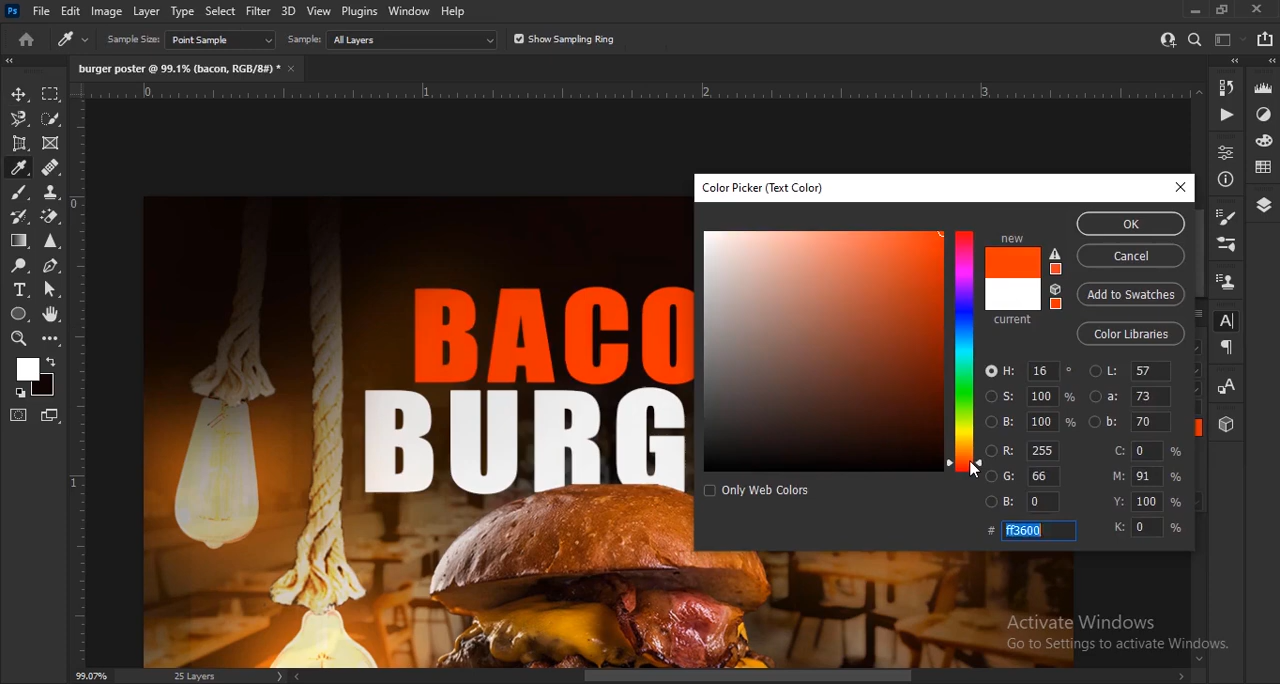 Ps File Edit Image Layer Type Select Filter 3D View Plugins Window Help
Sample Size: Point Sample Sample: All Layers Show Sampling Ring
burger poster @ 99.1% (bacon, RGB/8#) * ×
0 1 2 3
Color Picker (Text Color)
0
new
OK
Cancel
Add to Swatches
current
Color Libraries
BACO
BURG
H: 16 ° L: 57
S: 100 % a: 73
B: 100 % b: 70
R: 255 C: 0 %
G: 66 M: 91 %
B: 0 Y: 100 %
# ff3600 K: 0 %
1
Only Web Colors
Activate Windows
Go to Settings to activate Windows.
99.07% 25 Layers